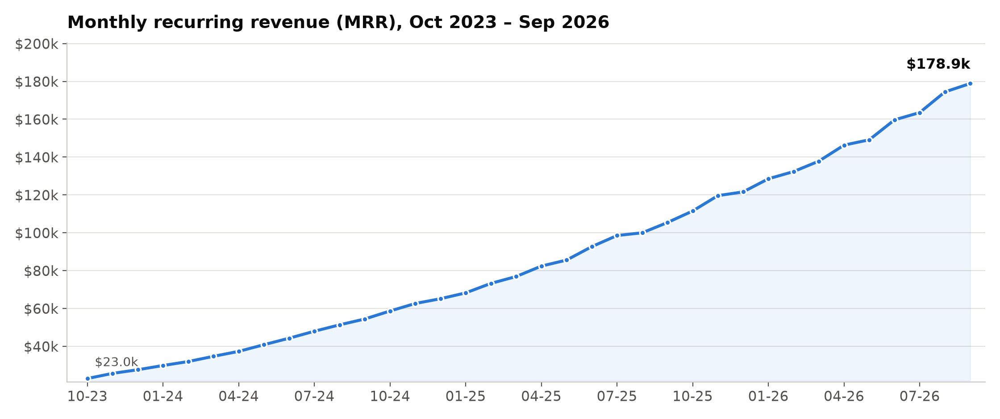 Monthly recurring revenue (MRR), Oct 2023 – Sep 2026
$200k
$178.9k
$180k
$160k
$140k
$120k
$100k
$80k
$60k
$40k
$23.0k
10-23 01-24 04-24 07-24 10-24 01-25 04-25 07-25 10-25 01-26 04-26 07-26